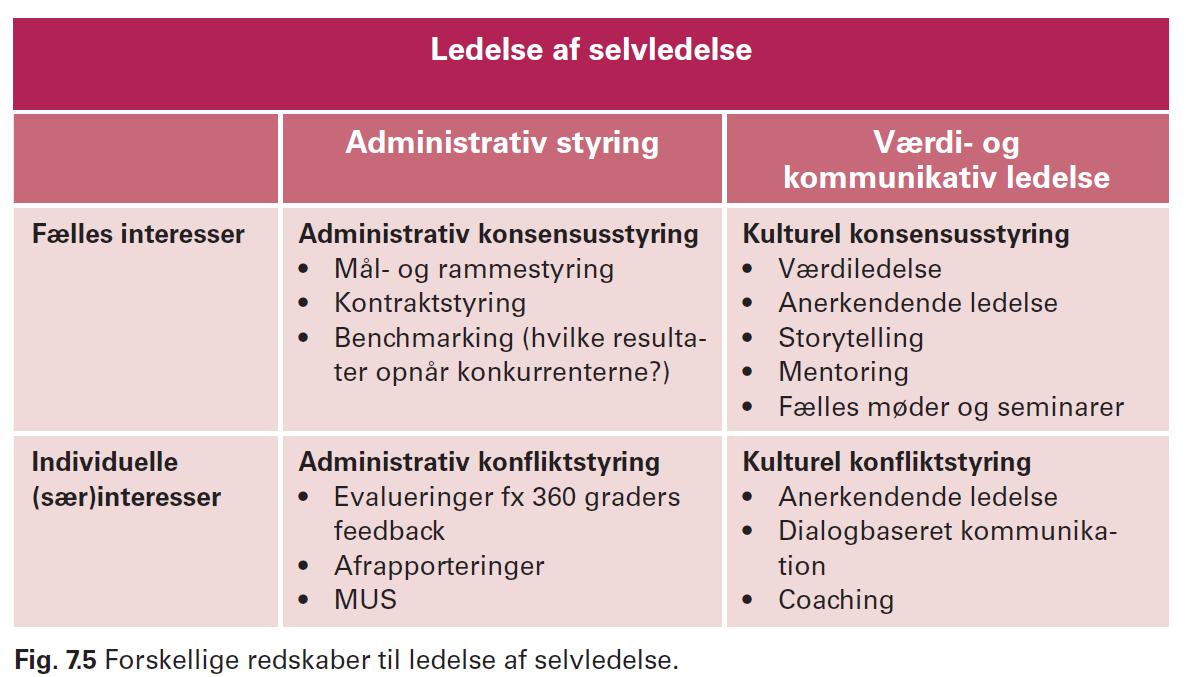 Ledelse af selvledelse
Administrativ styring
Værdi- og
kommunikativ ledelse
Fælles interesser
Administrativ konsensusstyring
• Mål- og rammestyring
• Kontraktstyring
• Benchmarking (hvilke resulta-
ter opnår konkurrenterne?)
Kulturel konsensusstyring
• Værdiledelse
• Anerkendende ledelse
• Storytelling
• Mentoring
• Fælles møder og seminarer
Individuelle
(sær)interesser
Administrativ konfliktstyring
• Evalueringer fx 360 graders
feedback
• Afrapporteringer
• MUS
Kulturel konfliktstyring
• Anerkendende ledelse
• Dialogbaseret kommunika-
tion
• Coaching
Fig. 7.5 Forskellige redskaber til ledelse af selvledelse.